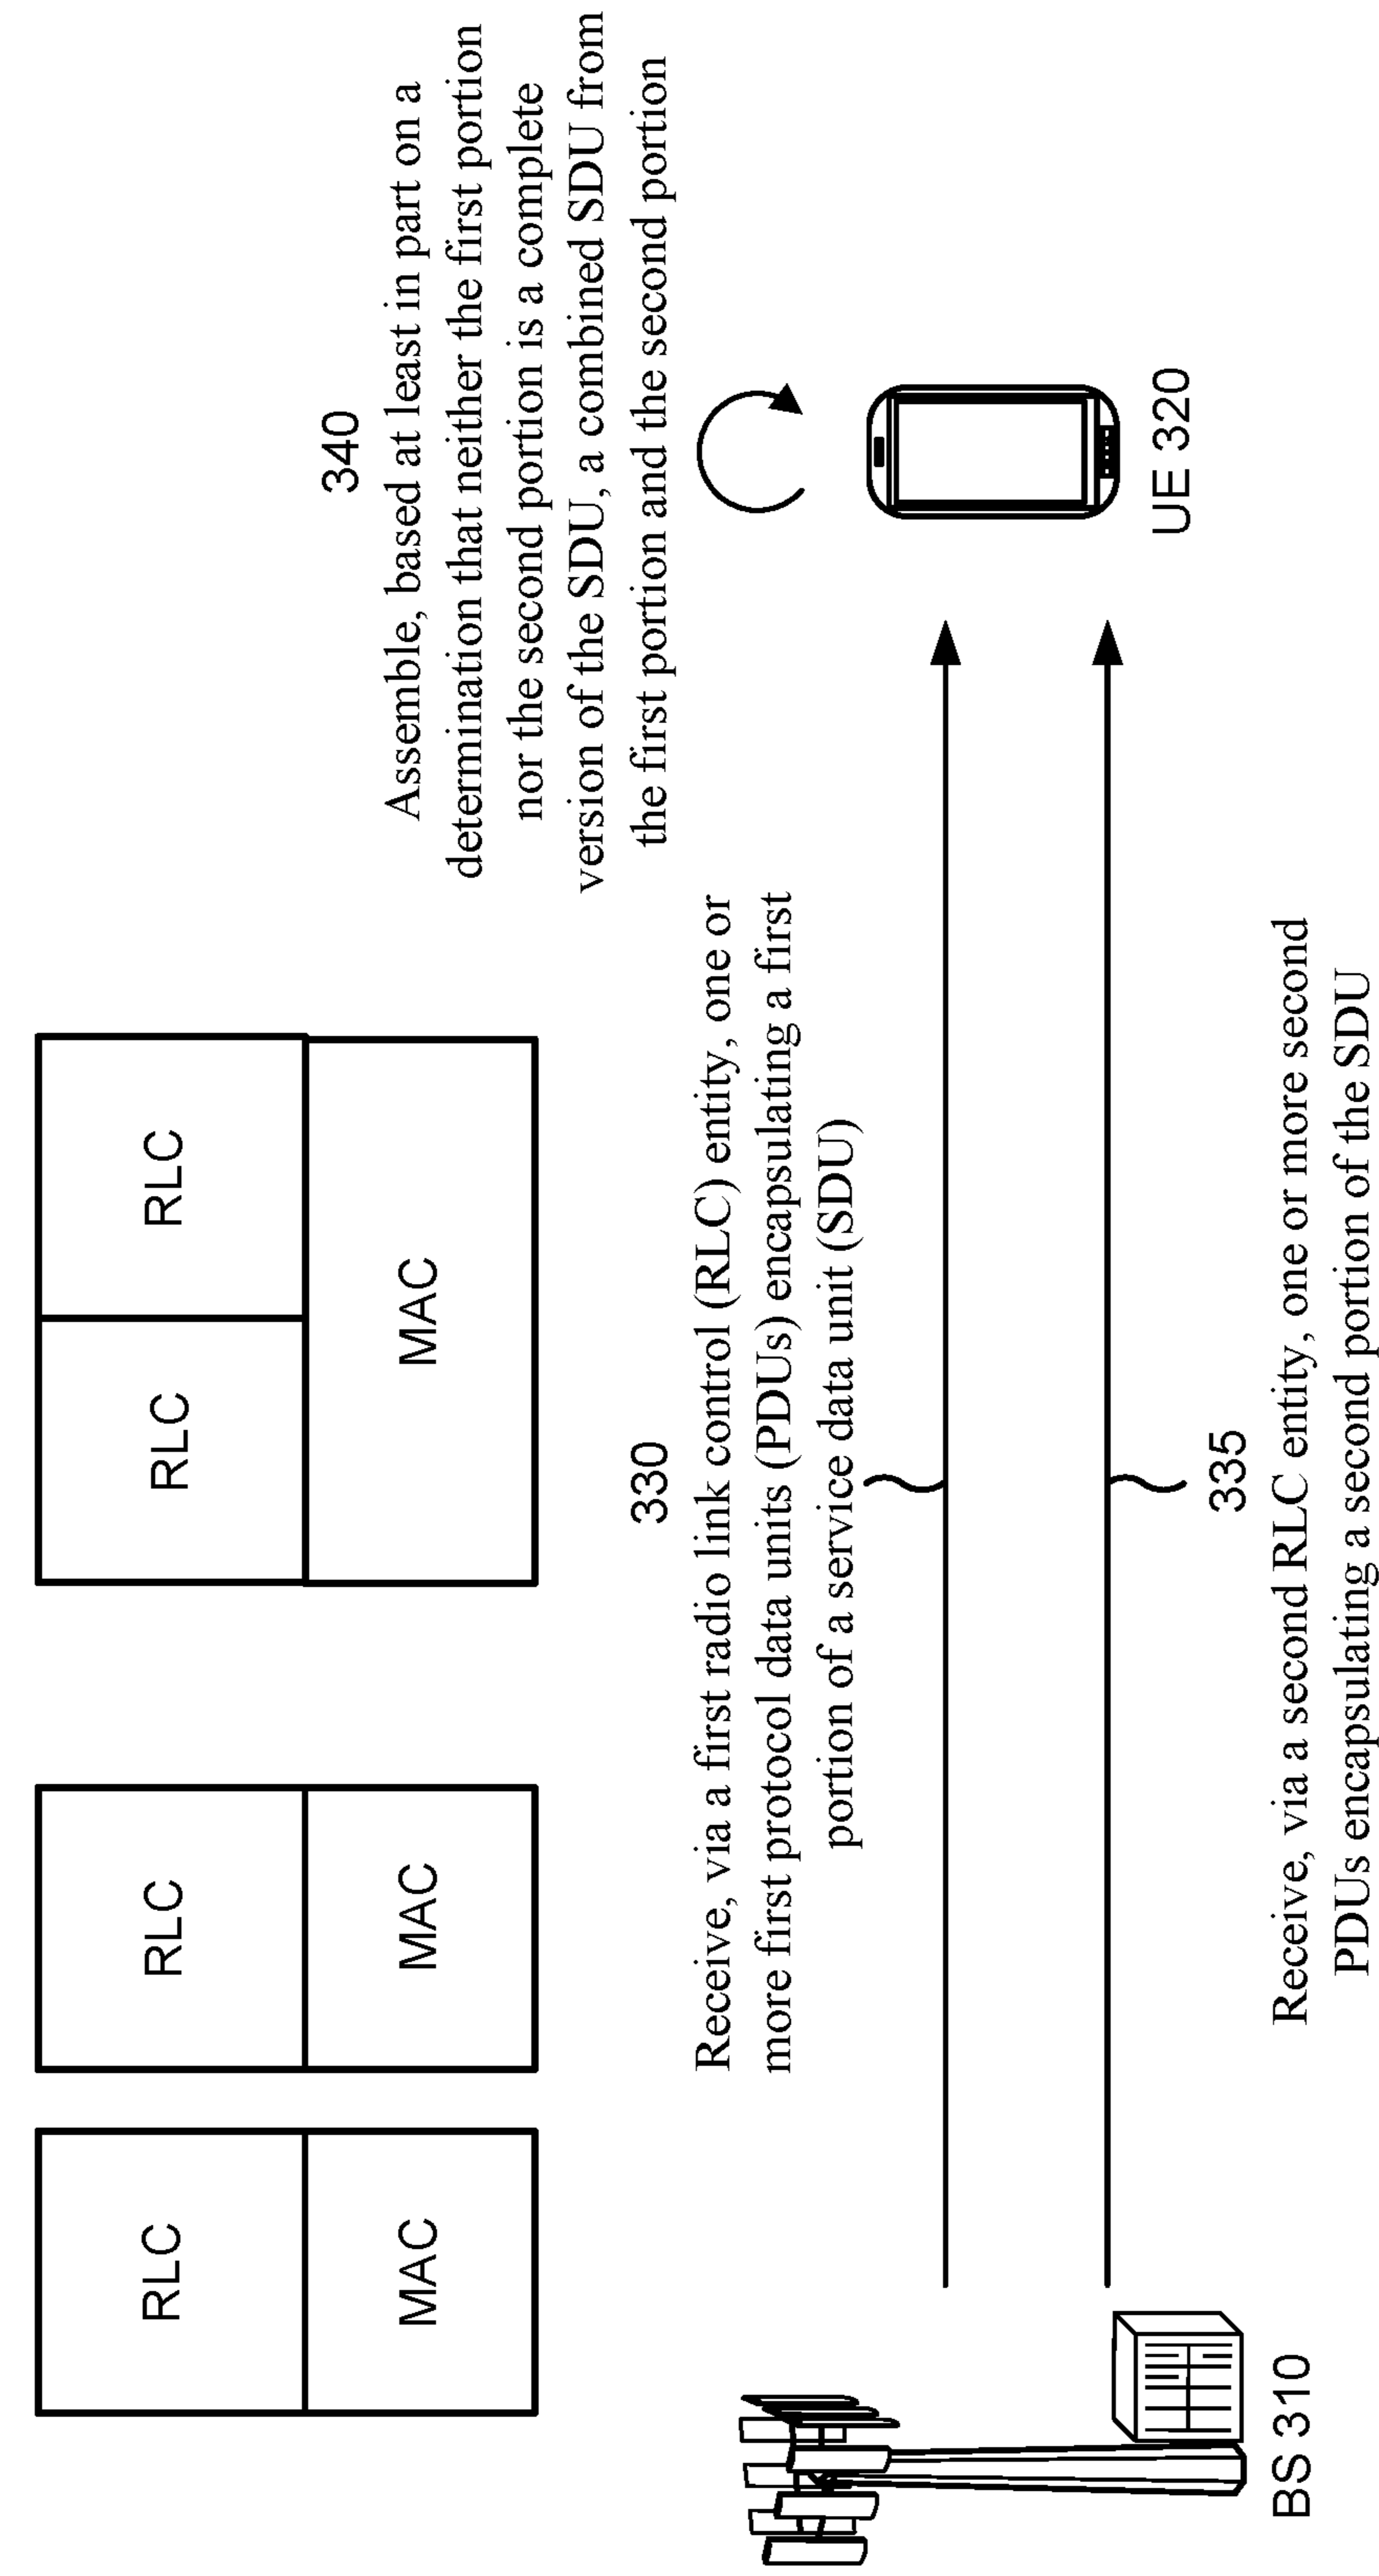 RLC
RLC
RLC
RLC
MAC
MAC
MAC
340
Assemble, based at least in part on a
determination that neither the first portion
nor the second portion is a complete
version of the SDU, a combined SDU from
the first portion and the second portion
330
Receive, via a first radio link control (RLC) entity, one or
more first protocol data units (PDUs) encapsulating a first
portion of a service data unit (SDU)
335
Receive, via a second RLC entity, one or more second
PDUs encapsulating a second portion of the SDU
BS 310
UE 320